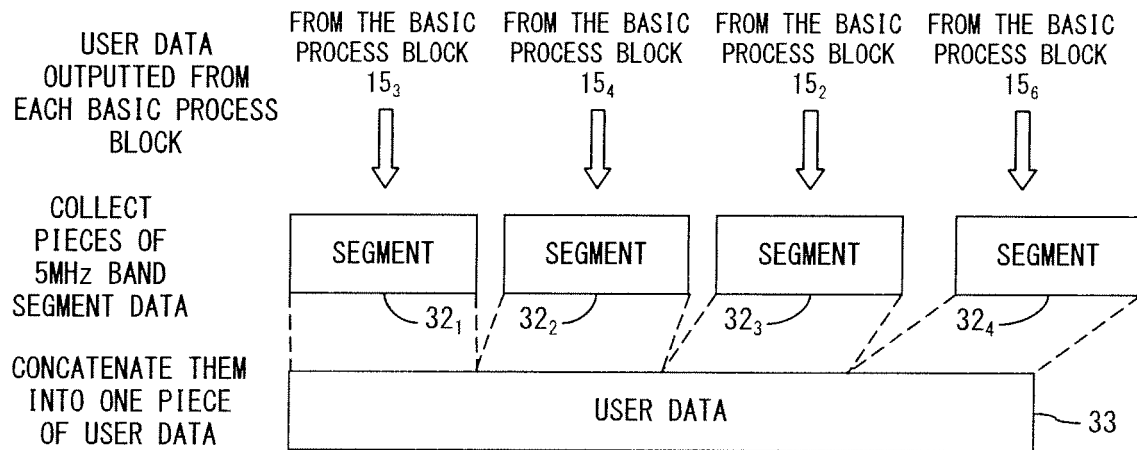 USER DATA
OUTPUTTED FROM
EACH BASIC PROCESS
BLOCK
FROM THE BASIC
PROCESS BLOCK
15₃
FROM THE BASIC
PROCESS BLOCK
15₄
FROM THE BASIC
PROCESS BLOCK
15₂
FROM THE BASIC
PROCESS BLOCK
15₆
COLLECT
PIECES OF
5MHz BAND
SEGMENT DATA
SEGMENT
SEGMENT
SEGMENT
SEGMENT
32₁
32₂
32₃
32₄
CONCATENATE THEM
INTO ONE PIECE
OF USER DATA
USER DATA
33